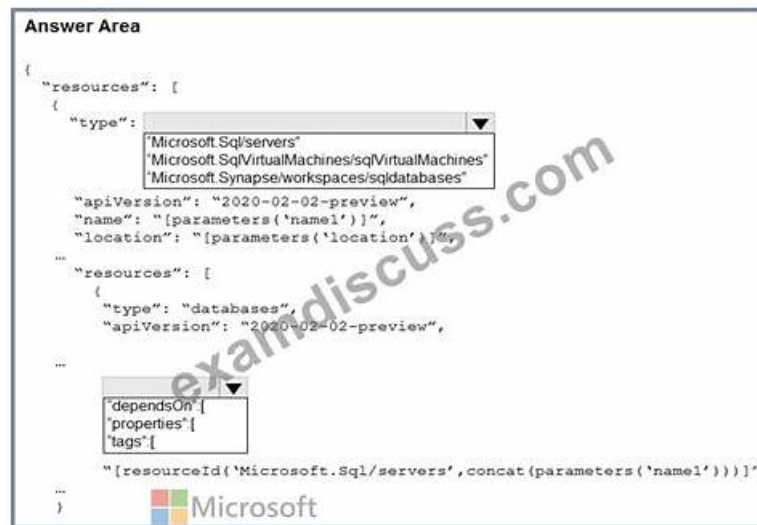 Answer Area
{
"resources": [
{
"type":
"Microsoft.Sql/servers"
"Microsoft.SqlVirtualMachines/sqlVirtualMachines"
"Microsoft.Synapse/workspaces/sqldatabases"
"apiVersion": "2020-02-02-preview",
"name": "[parameters('name1')]",
"location": "[parameters('location')]",
...
"resources": [
{
"type": "databases",
"apiVersion": "2020-02-02-preview",
...
"dependsOn":[
"properties":[
"tags":[
"[resourceId('Microsoft.Sql/servers',concat(parameters('name1')))]"
...
}
Microsoft
examdiscuss.com